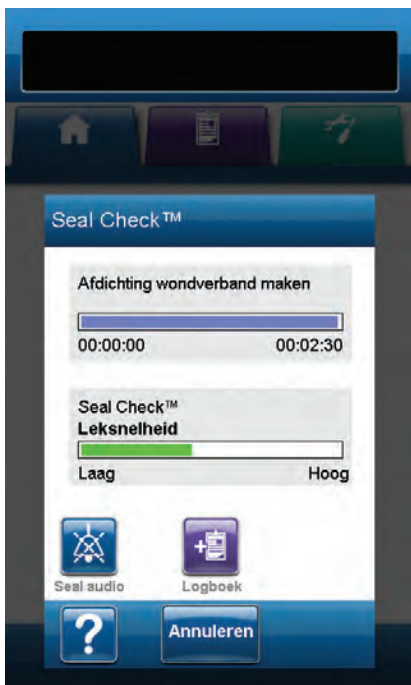 Seal Check™
Afdichting wondverband maken
00:00:00 00:02:30
Seal Check™
Leksnelheid
Laag Hoog
Seal audio Logboek
? Annuleren